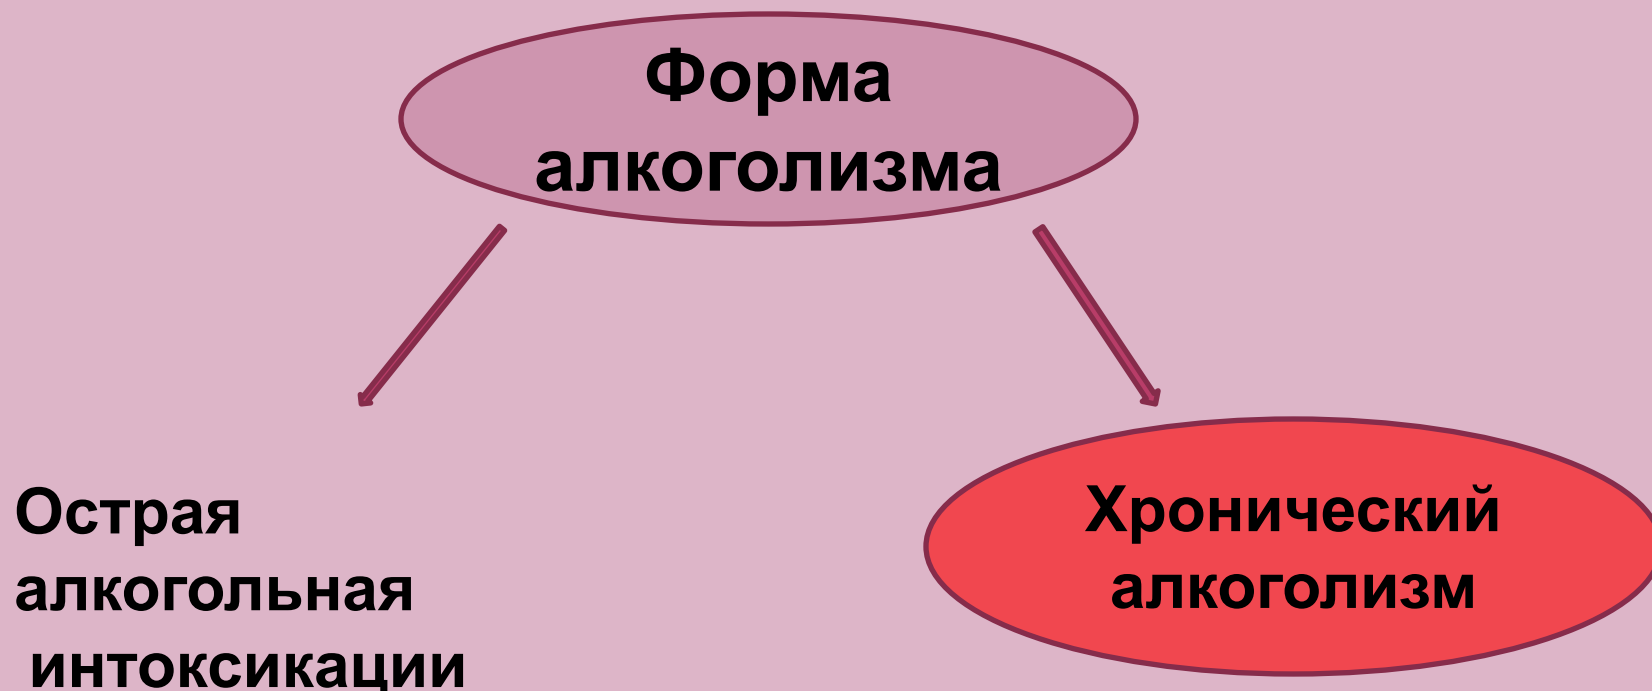 Форма
алкоголизма
Острая
алкогольная
интоксикации
Хронический
алкоголизм